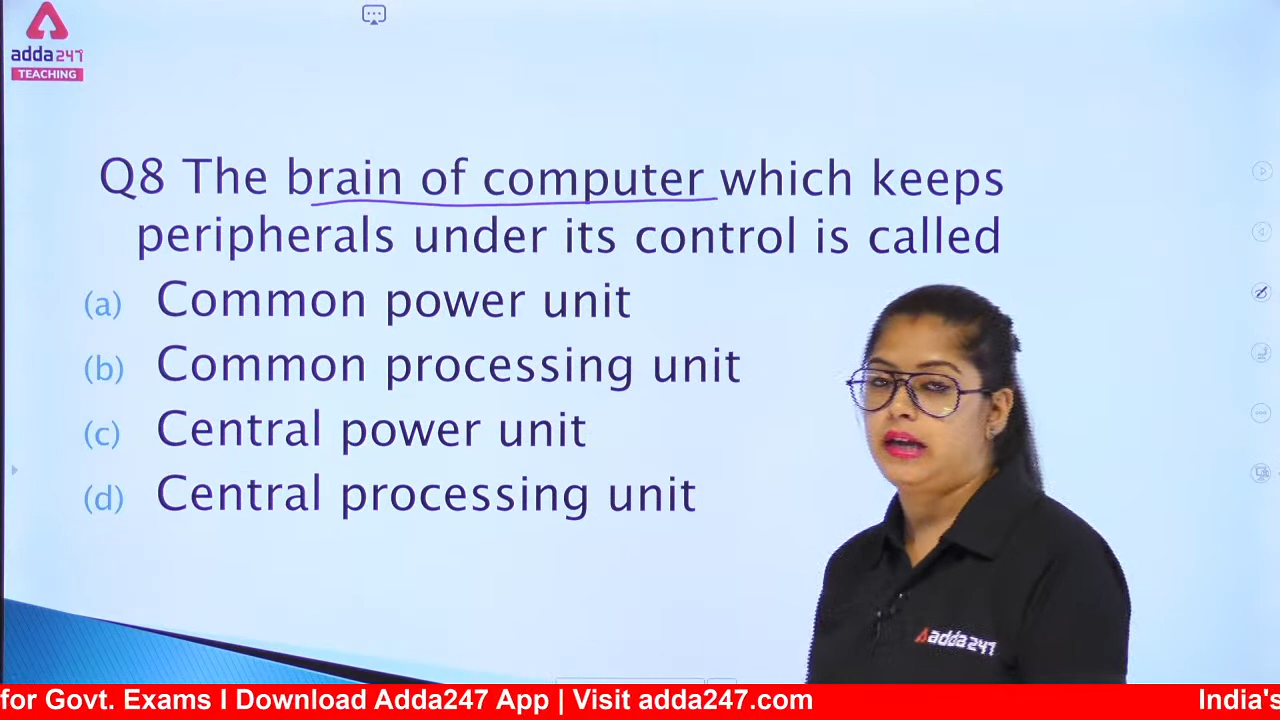 adda247
TEACHING
Q8 The brain of computer which keeps
peripherals under its control is called
(a) Common power unit
(b) Common processing unit
(c) Central power unit
(d) Central processing unit
adda247
for Govt. Exams I Download Adda247 App | Visit adda247.com
India's